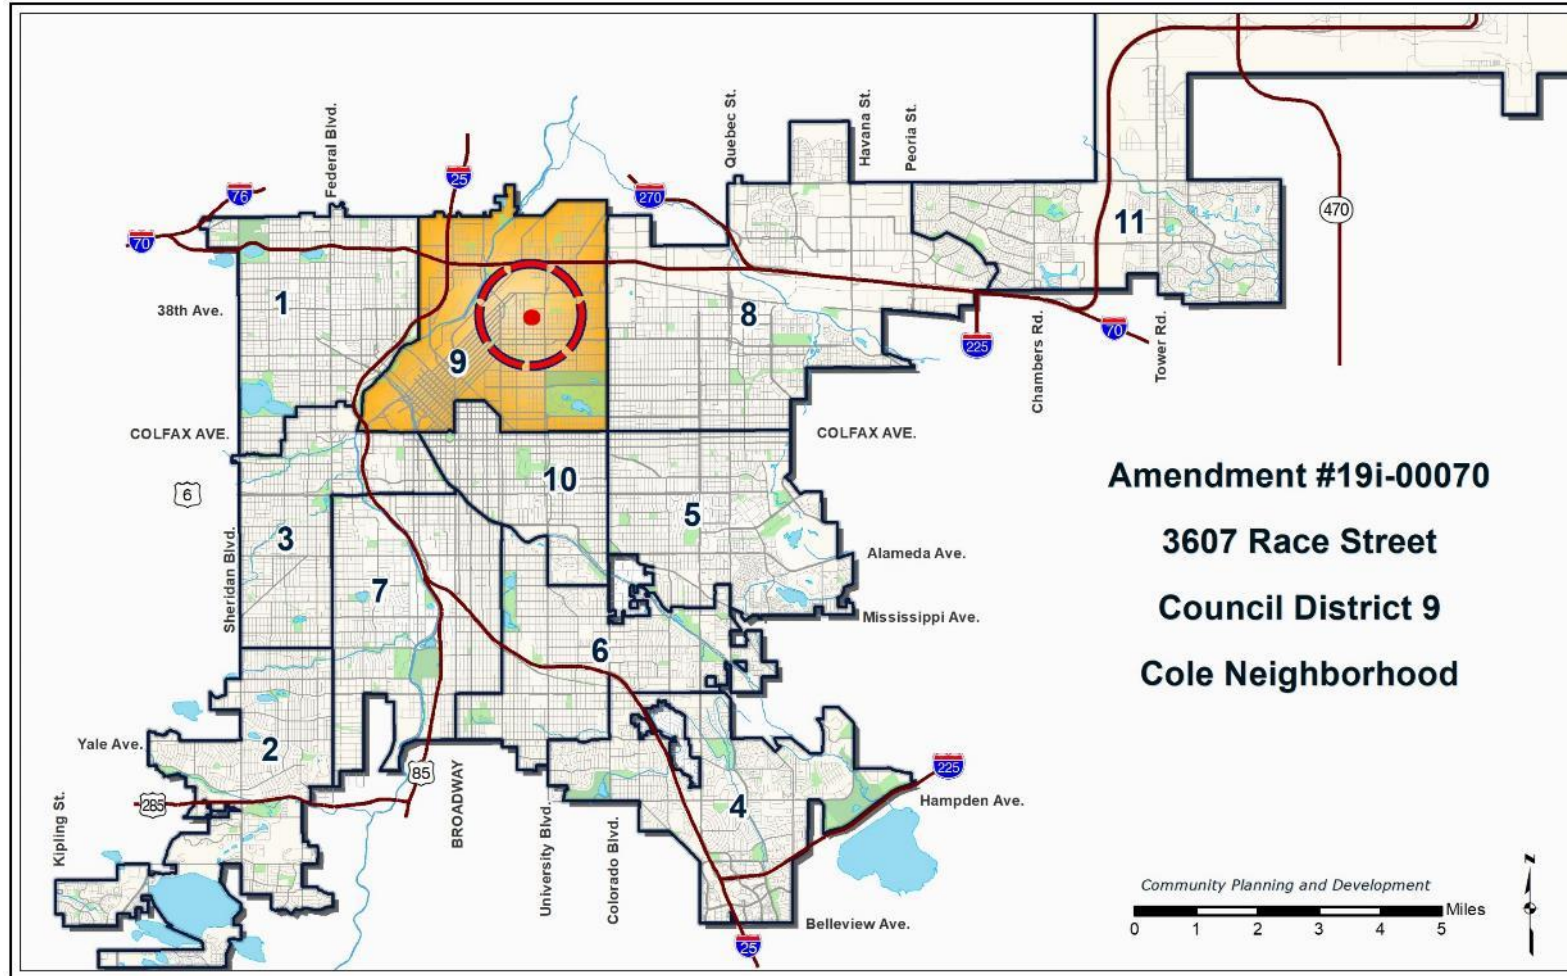 Federal Blvd.
Quebec St.
Havana St.
Peoria St.
76
25
270
70
470
11
38th Ave.
1
8
9
Chambers Rd.
Tower Rd.
225
70
COLFAX AVE.
COLFAX AVE.
6
10
5
3
Sheridan Blvd.
7
Alameda Ave.
Mississippi Ave.
6
Amendment #19i-00070
3607 Race Street
Council District 9
Cole Neighborhood
Yale Ave.
2
85
225
285
Kipling St.
BROADWAY
University Blvd.
Colorado Blvd.
4
Hampden Ave.
Belleview Ave.
25
Community Planning and Development
Miles
0 1 2 3 4 5
N